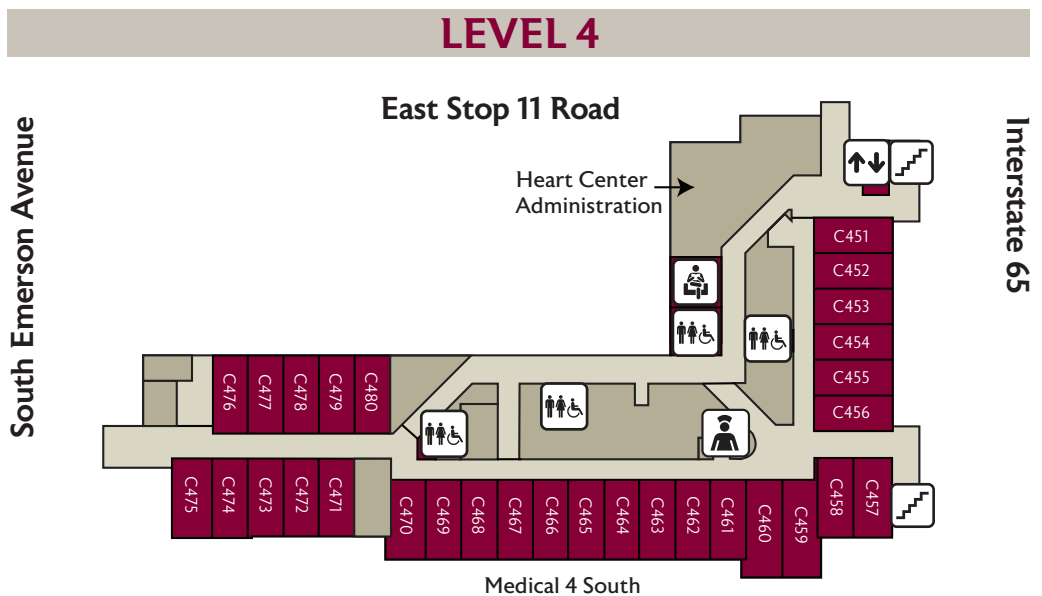 LEVEL 4
East Stop 11 Road
South Emerson Avenue
Interstate 65
Heart Center
Administration
C451
C452
C453
C454
C455
C456
C476
C477
C478
C479
C480
C475
C474
C473
C472
C471
C470
C469
C468
C467
C466
C465
C464
C463
C462
C461
C460
C459
C458
C457
Medical 4 South